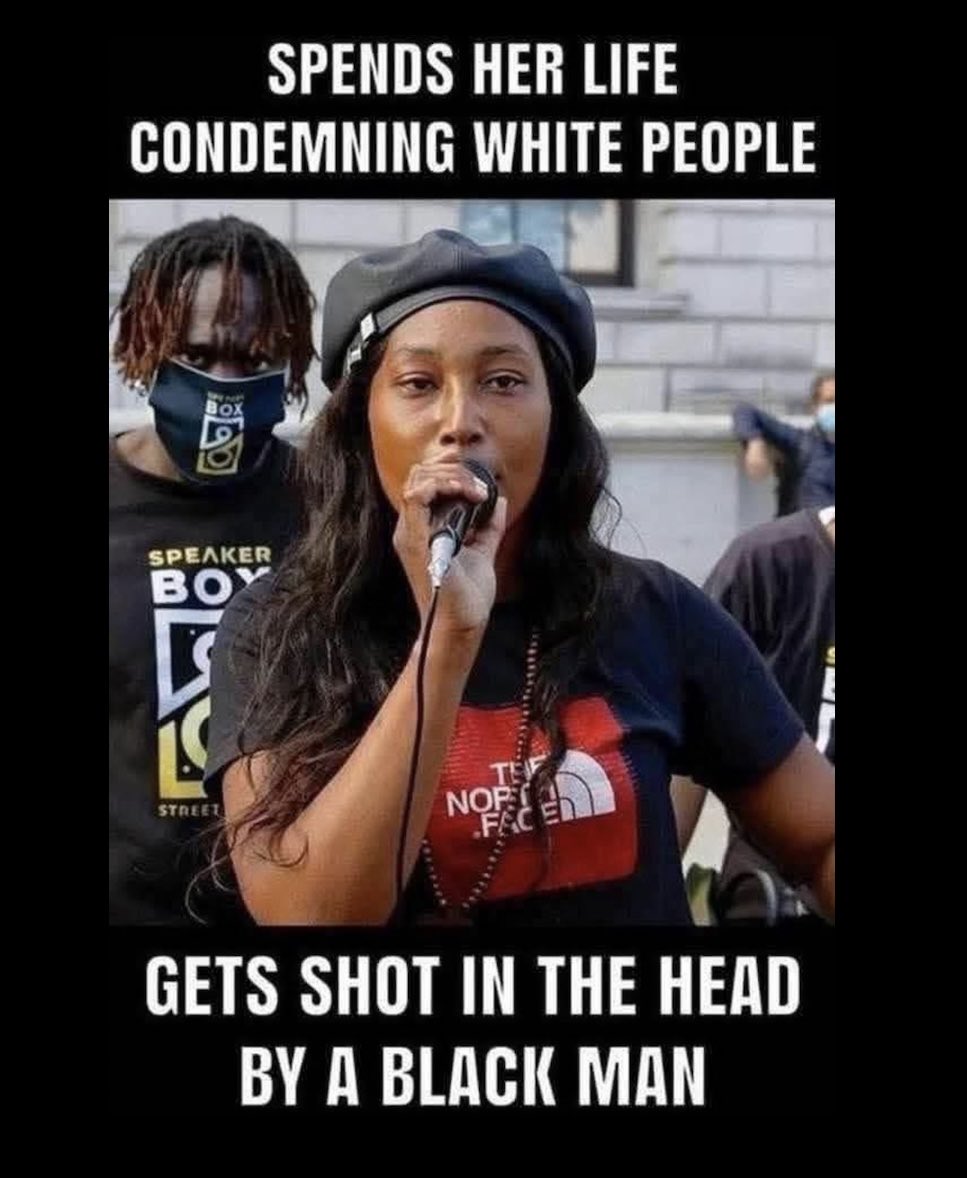 SPENDS HER LIFE
CONDEMNING WHITE PEOPLE
BOX
SPEAKER
BOX
STREET
THE
NORTH
FACE
GETS SHOT IN THE HEAD
BY A BLACK MAN